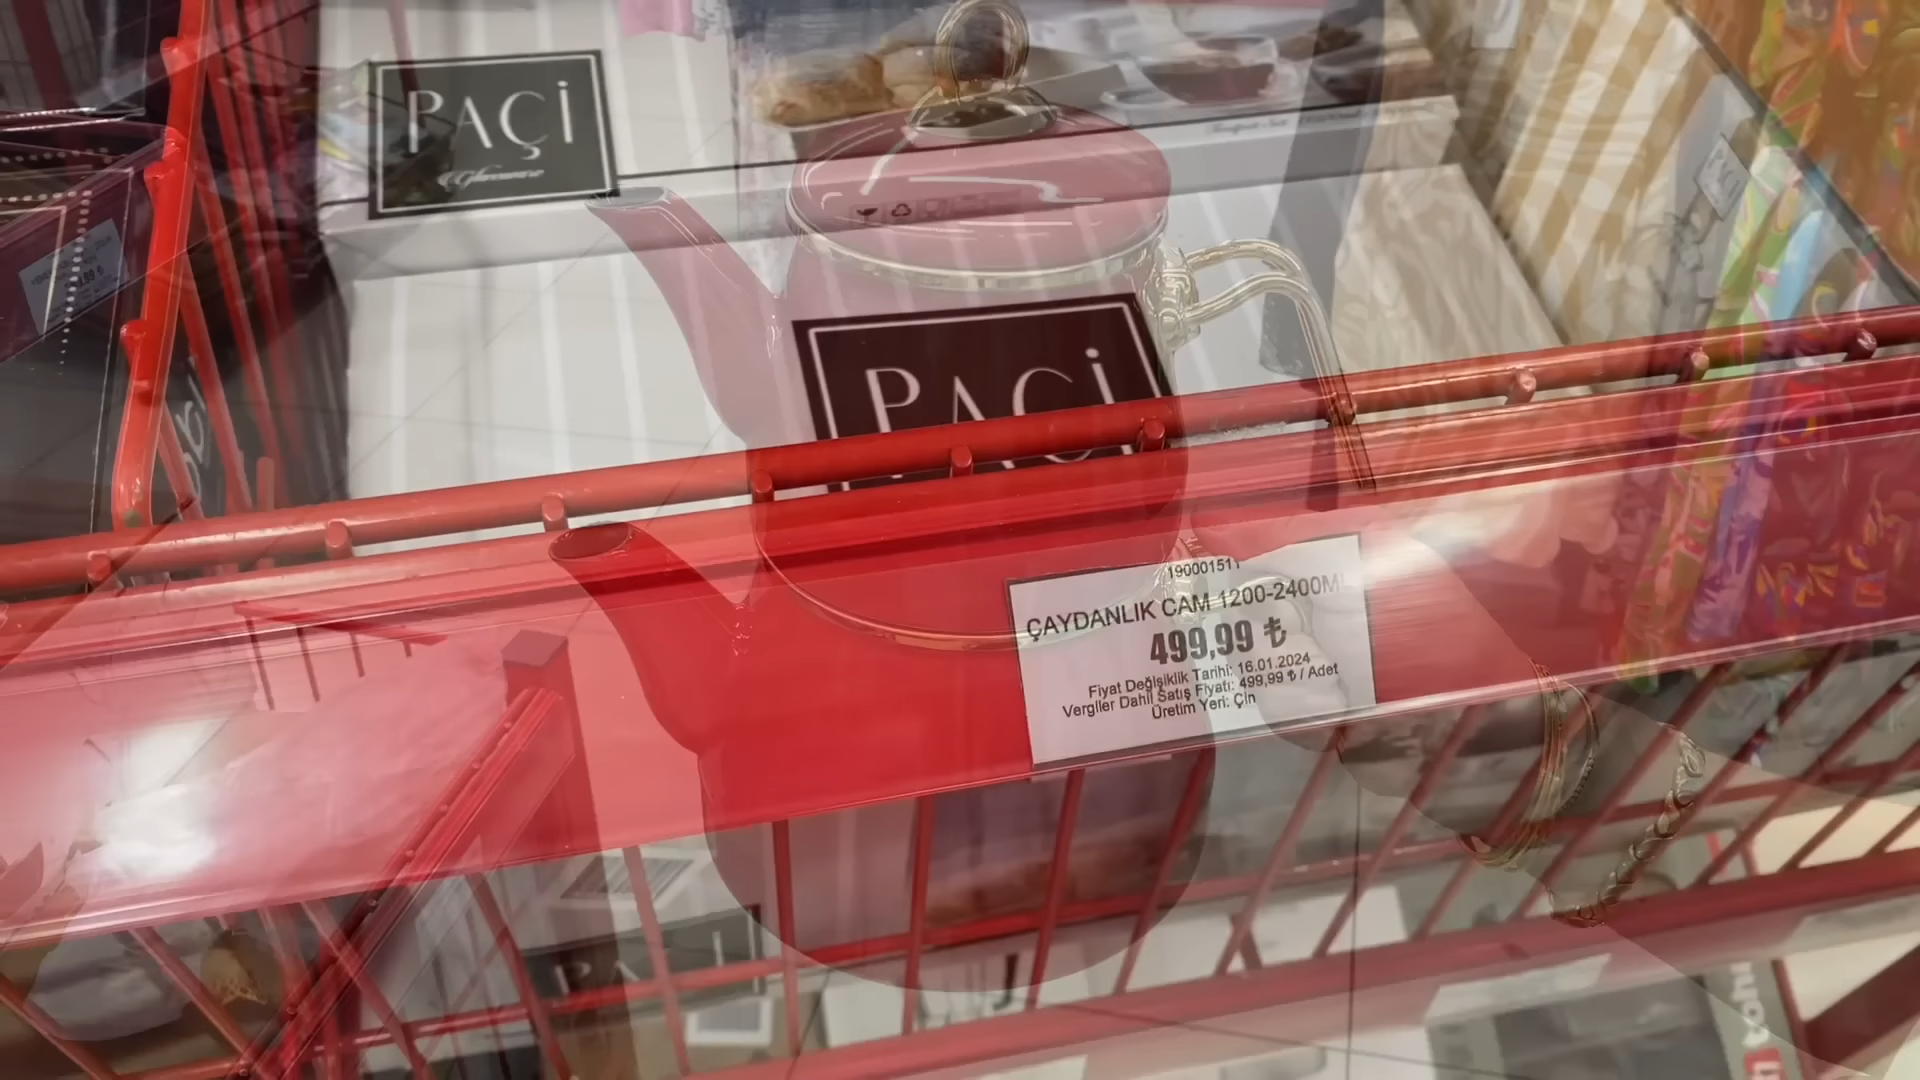 PAÇİ
Glassware
PAÇİ
190001511
ÇAYDANLIK CAM 1200-2400ML
499,99 ₺
Fiyat Değişiklik Tarihi: 16.01.2024
Vergiler Dahil Satış Fiyatı: 499,99 ₺ / Adet
Üretim Yeri: Çin